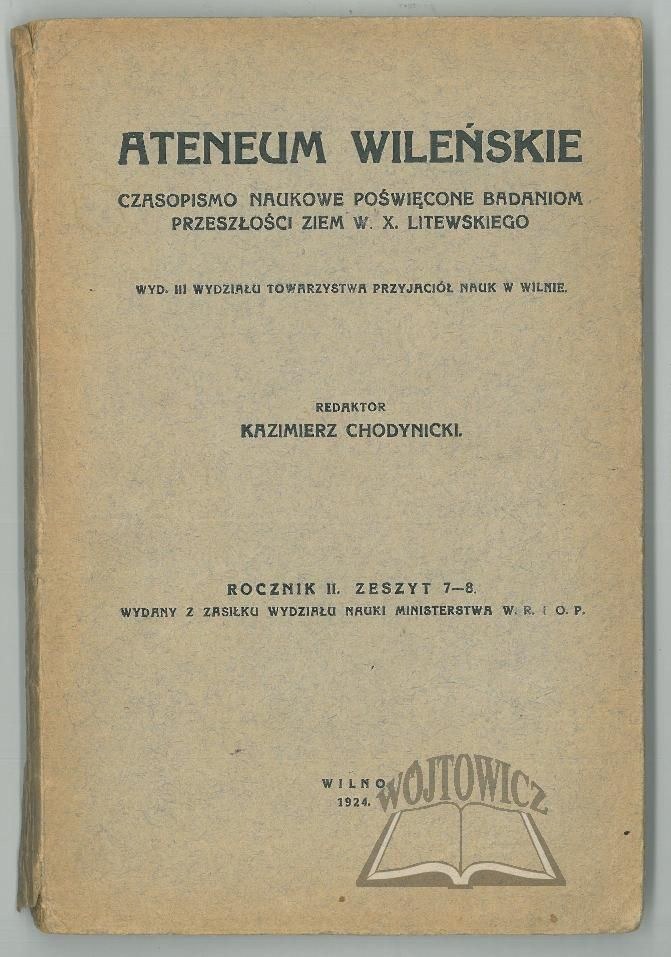 ATENEUM WILEŃSKIE
CZASOPISMO NAUKOWE POŚWIĘCONE BADANIOM
PRZESZŁOŚCI ZIEM W. X. LITEWSKIEGO
WYD. III WYDZIAŁU TOWARZYSTWA PRZYJACIÓŁ NAUK W WILNIE.
REDAKTOR
KAZIMIERZ CHODYNICKI.
ROCZNIK II. ZESZYT 7—8.
WYDANY Z ZASIŁKU WYDZIAŁU NAUKI MINISTERSTWA W. R. I O. P.
WILNO
1924.
WÓJTOWICZ